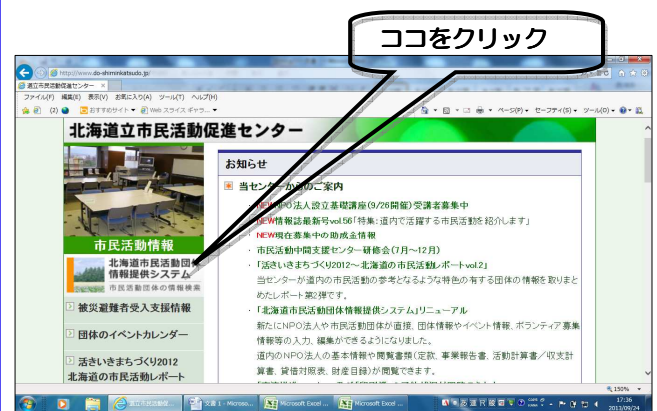 ココをクリック
http://www.do-shiminkatsudo.jp/
道立市民活動促進センター
ファイル(F) 編集(E) 表示(V) お気に入り(A) ツール(T) ヘルプ(H)
(2) おすすめサイト Web スライス ギャラ...
ページ(P) セーフティ(S) ツール(O)
北海道立市民活動促進センター
お知らせ
当センターからのご案内
NEWNPO法人設立基礎講座(9/26開催)受講者募集中
NEW情報誌最新号vol.56「特集:道内で活躍する市民活動を紹介します」
NEW現在募集中の助成金情報
市民活動中間支援センター研修会(7月～12月)
「活きいきまちづくり2012～北海道の市民活動レポートvol.2」
当センターが道内の市民活動の参考となるような特色の有する団体の情報を取りまと
めたレポート第2弾です。
「北海道市民活動団体情報提供システム」リニューアル
新たにNPO法人や市民活動団体が直接、団体情報やイベント情報、ボランティア募集
情報等の入力、編集ができるようになりました。
道内のNPO法人の基本情報や閲覧書類(定款、事業報告書、活動計算書／収支計
算書、貸借対照表、財産目録)が閲覧できます。
市民活動情報
北海道市民活動団体
情報提供システム
市民活動団体の情報検索
被災避難者受入支援情報
団体のイベントカレンダー
活きいきまちづくり2012
北海道の市民活動レポート
150%
道立市民活動促...
文書 1 - Microso...
Microsoft Excel ...
Microsoft Excel ...
17:36
2013/09/24